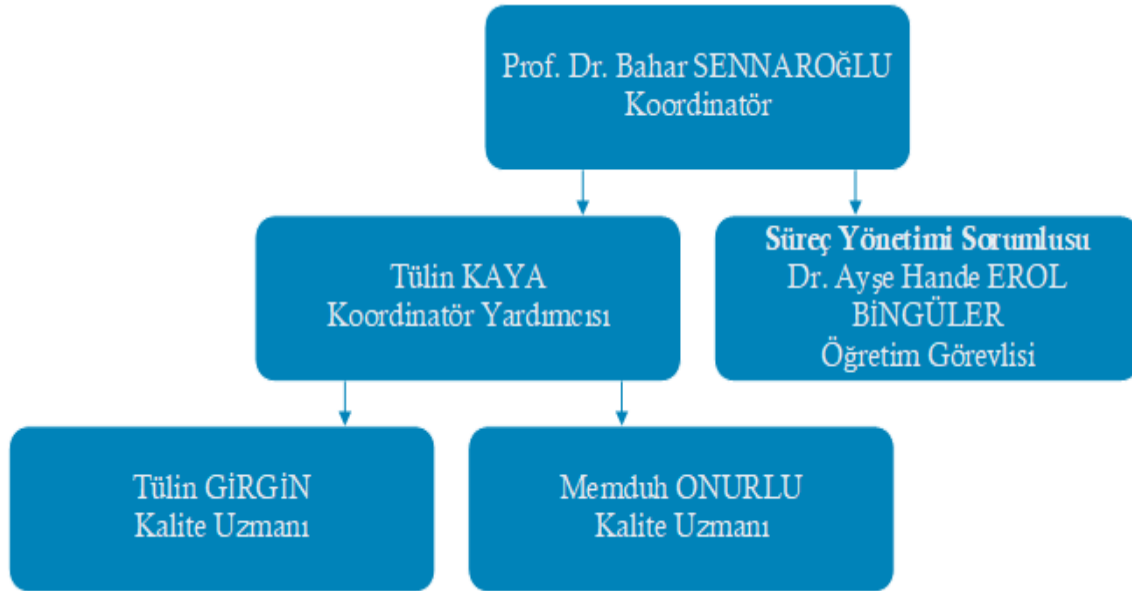 Prof. Dr. Bahar SENNAROĞLU
Koordinatör
Tülin KAYA
Koordinatör Yardımcısı
Süreç Yönetimi Sorumlusu
Dr. Ayşe Hande EROL
BİNGÜLER
Öğretim Görevlisi
Tülin GİRGİN
Kalite Uzmanı
Memduh ONURLU
Kalite Uzmanı